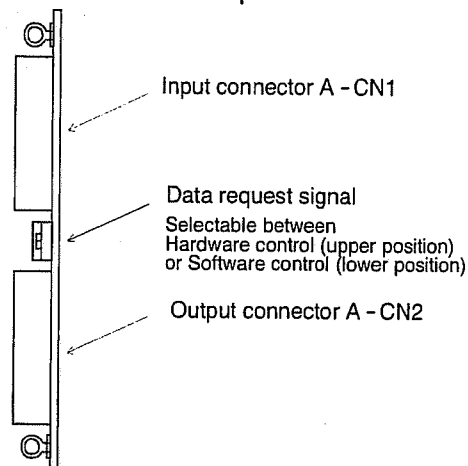 Input connector A - CN1
Data request signal
Selectable between
Hardware control (upper position)
or Software control (lower position)
Output connector A - CN2